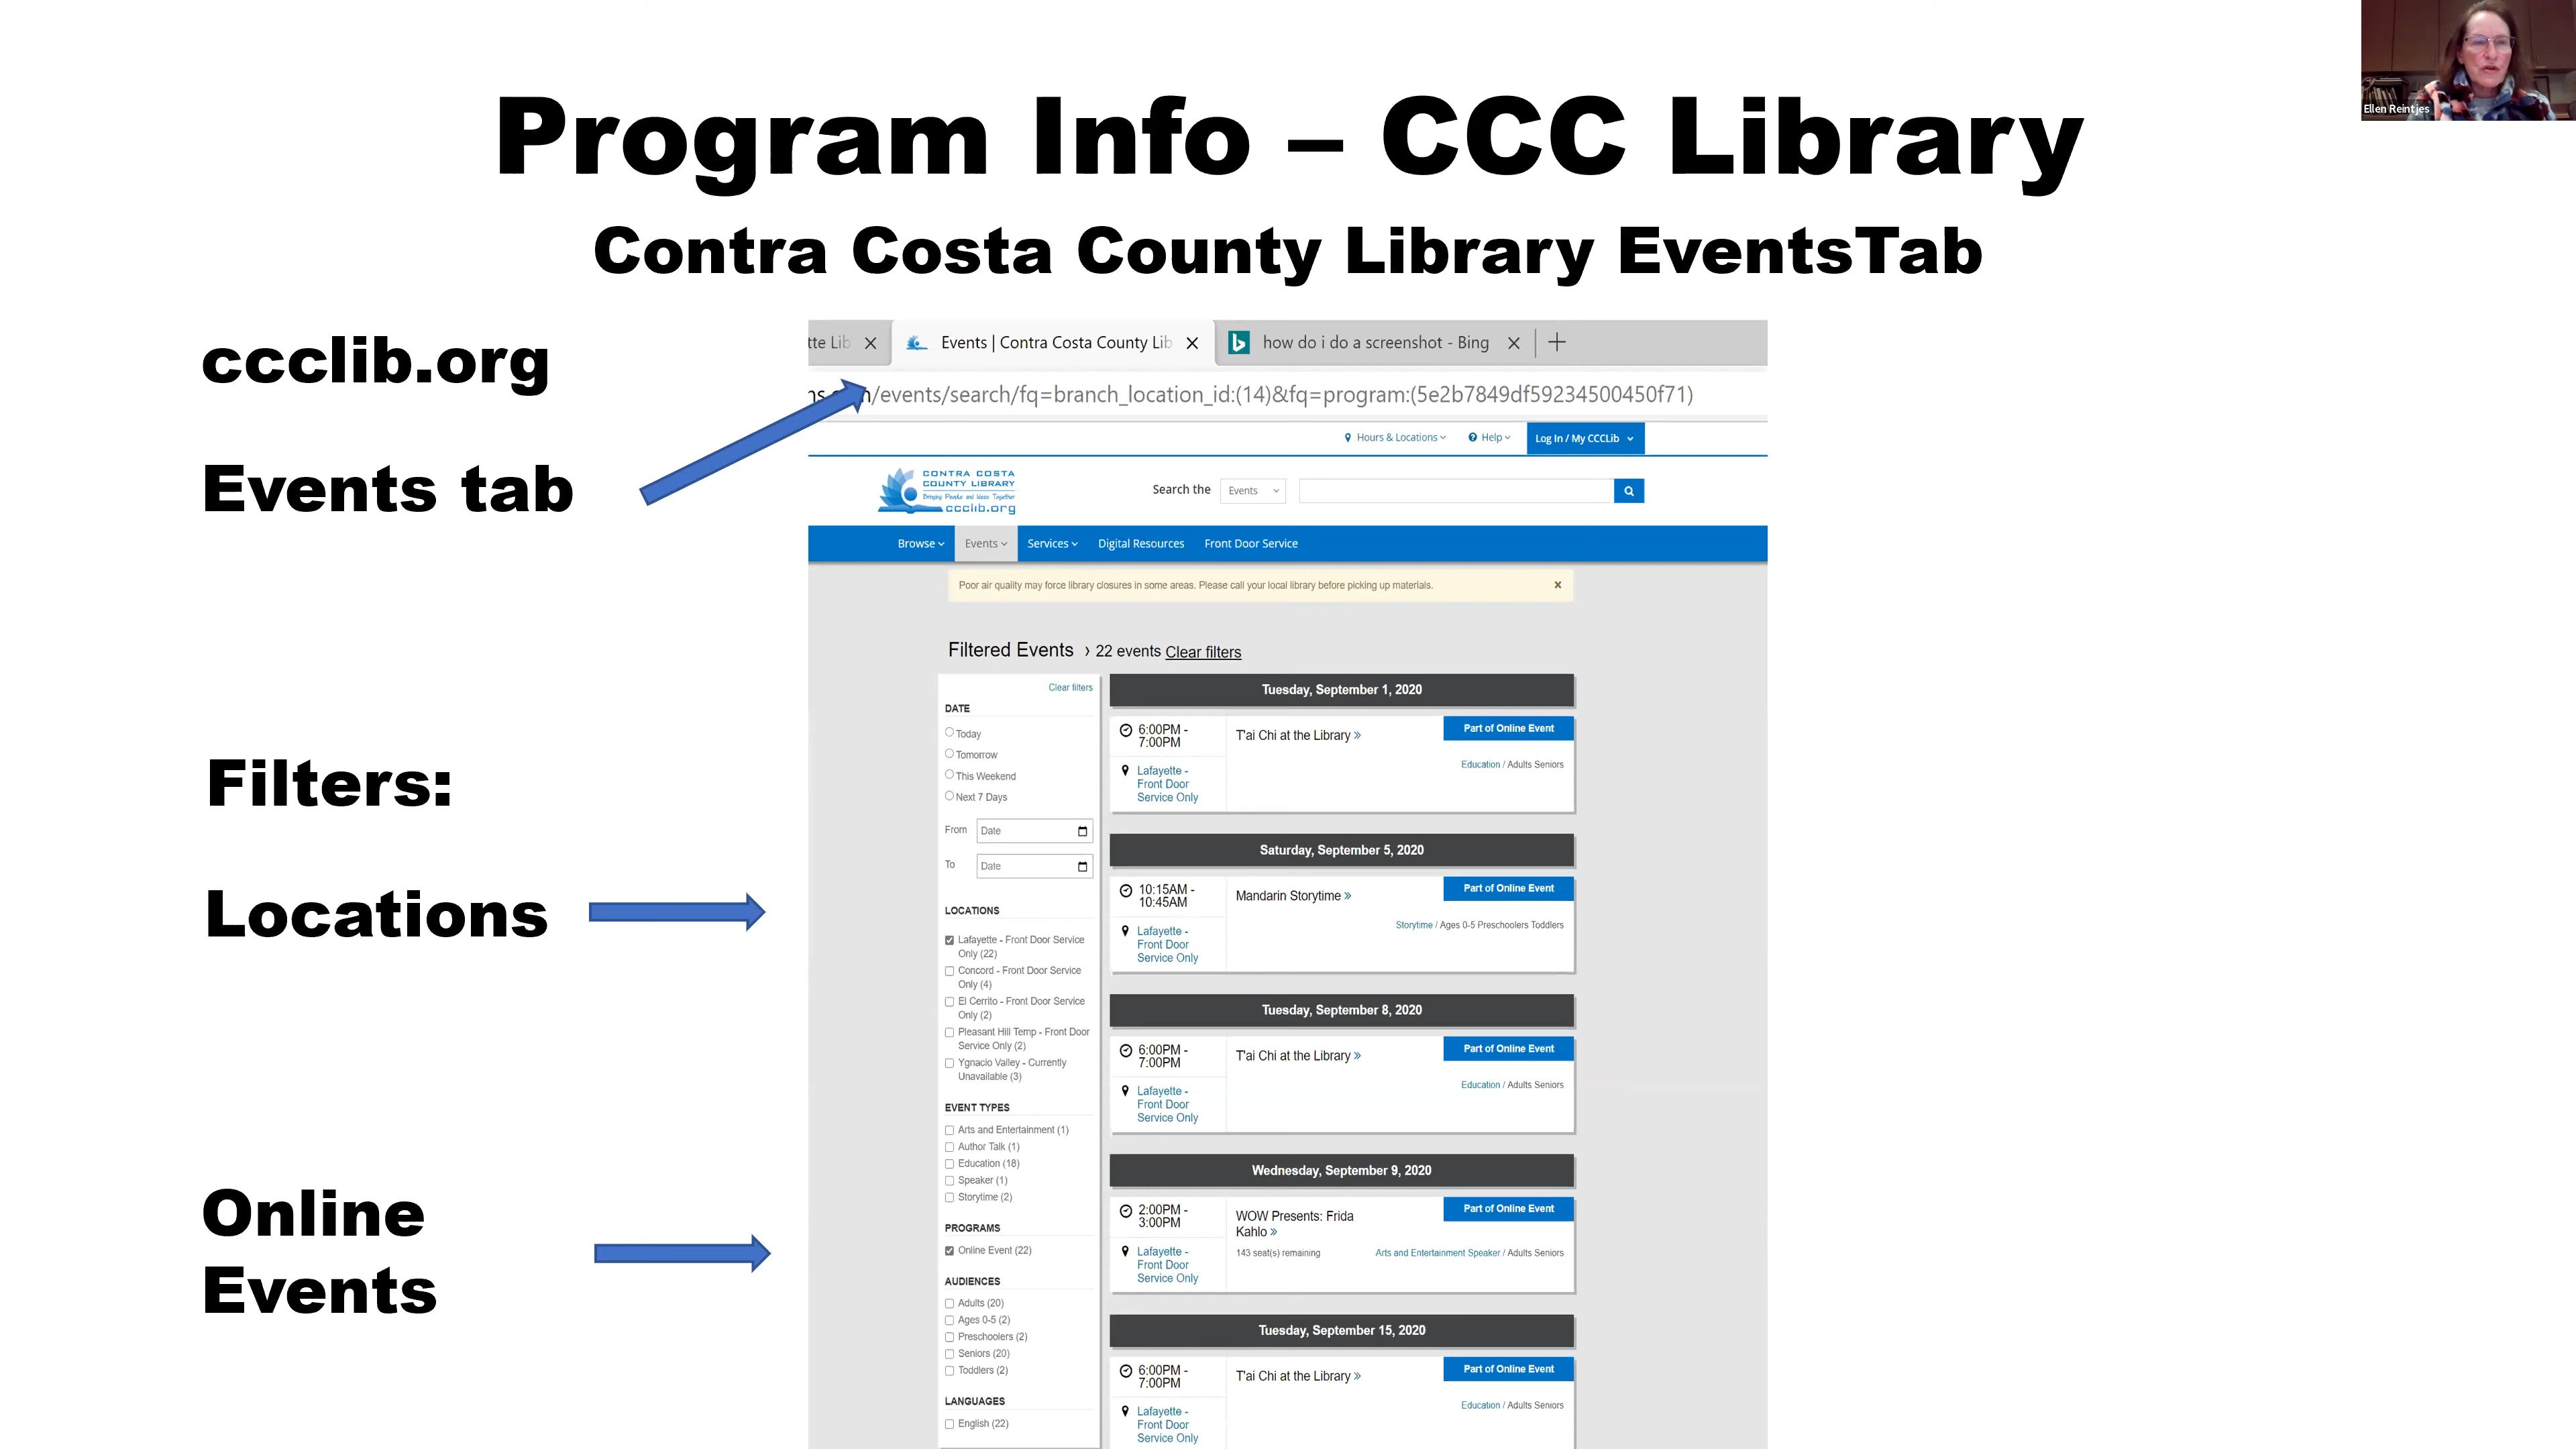 Ellen Reintjes
Program Info – CCC Library
Contra Costa County Library EventsTab
ccclib.org
Events tab
Filters:
Locations
Online
Events
tte Lib
Events | Contra Costa County Lib
how do i do a screenshot - Bing
/events/search/fq=branch_location_id:(14)&fq=program:(5e2b7849df59234500450f71)
Hours & Locations
Help
Log In / My CCCLib
CONTRA COSTA
COUNTY LIBRARY
Bringing People and Ideas Together
ccclib.org
Search the
Events
Browse
Events
Services
Digital Resources
Front Door Service
Poor air quality may force library closures in some areas. Please call your local library before picking up materials.
Filtered Events › 22 events Clear filters
Clear filters
DATE
Today
Tomorrow
This Weekend
Next 7 Days
From Date
To Date
LOCATIONS
Lafayette - Front Door Service
Only (22)
Concord - Front Door Service
Only (4)
El Cerrito - Front Door Service
Only (2)
Pleasant Hill Temp - Front Door
Service Only (2)
Ygnacio Valley - Currently
Unavailable (3)
EVENT TYPES
Arts and Entertainment (1)
Author Talk (1)
Education (18)
Speaker (1)
Storytime (2)
PROGRAMS
Online Event (22)
AUDIENCES
Adults (20)
Ages 0-5 (2)
Preschoolers (2)
Seniors (20)
Toddlers (2)
LANGUAGES
English (22)
Tuesday, September 1, 2020
6:00PM -
7:00PM
T'ai Chi at the Library »
Part of Online Event
Education / Adults Seniors
Lafayette -
Front Door
Service Only
Saturday, September 5, 2020
10:15AM -
10:45AM
Mandarin Storytime »
Part of Online Event
Storytime / Ages 0-5 Preschoolers Toddlers
Lafayette -
Front Door
Service Only
Tuesday, September 8, 2020
6:00PM -
7:00PM
T'ai Chi at the Library »
Part of Online Event
Education / Adults Seniors
Lafayette -
Front Door
Service Only
Wednesday, September 9, 2020
2:00PM -
3:00PM
WOW Presents: Frida
Kahlo »
Part of Online Event
143 seat(s) remaining
Arts and Entertainment Speaker / Adults Seniors
Lafayette -
Front Door
Service Only
Tuesday, September 15, 2020
6:00PM -
7:00PM
T'ai Chi at the Library »
Part of Online Event
Education / Adults Seniors
Lafayette -
Front Door
Service Only